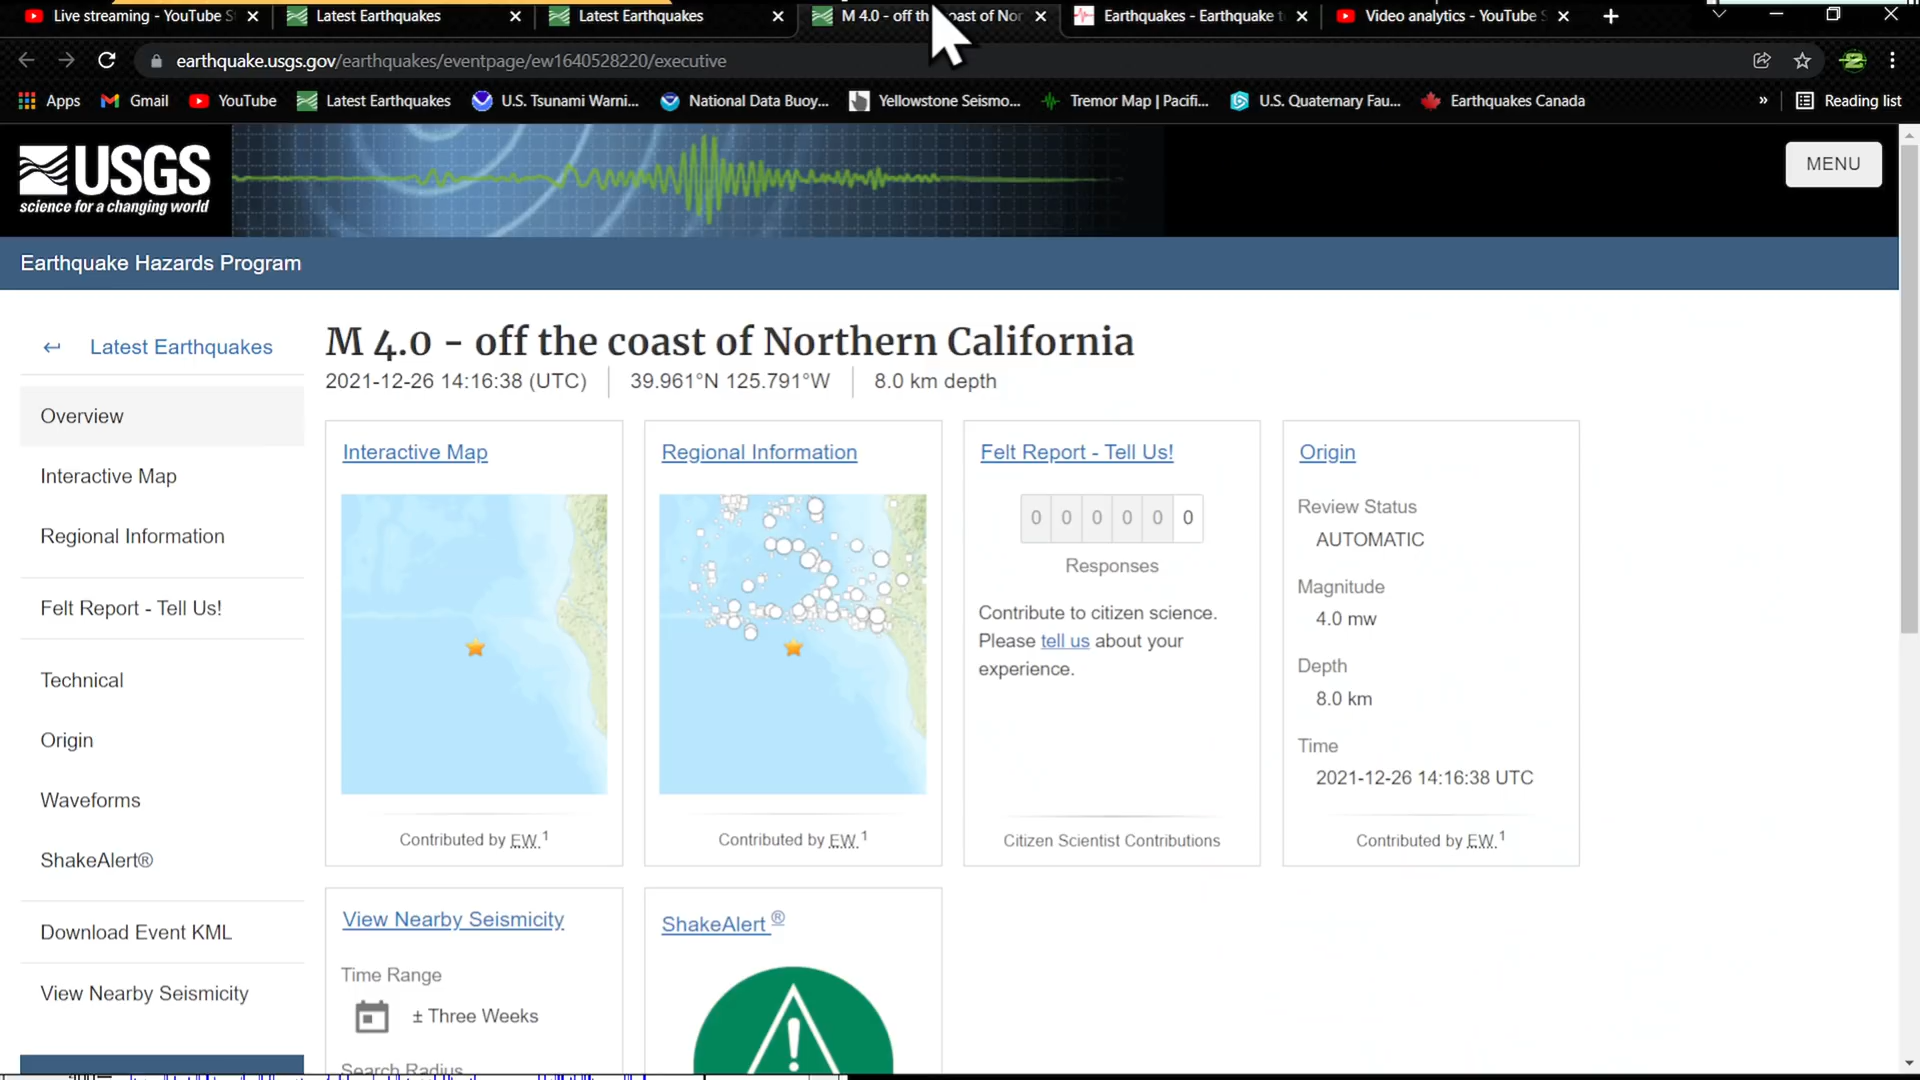 Live streaming - YouTube S
Latest Earthquakes
Latest Earthquakes
M 4.0 - off th oast of Nor
Earthquakes - Earthquake t
Video analytics - YouTube S
earthquake.usgs.gov/earthquakes/eventpage/ew1640528220/executive
Apps
Gmail
YouTube
Latest Earthquakes
U.S. Tsunami Warni...
National Data Buoy...
Yellowstone Seismo...
Tremor Map | Pacifi...
U.S. Quaternary Fau...
Earthquakes Canada
»
Reading list
USGS
science for a changing world
MENU
Earthquake Hazards Program
Latest Earthquakes
Overview
Interactive Map
Regional Information
Felt Report - Tell Us!
Technical
Origin
Waveforms
ShakeAlert®
Download Event KML
View Nearby Seismicity
M 4.0 - off the coast of Northern California
2021-12-26 14:16:38 (UTC) | 39.961°N 125.791°W | 8.0 km depth
Interactive Map
Contributed by EW 1
Regional Information
Contributed by EW 1
Felt Report - Tell Us!
0 0 0 0 0 0
Responses
Contribute to citizen science.
Please tell us about your
experience.
Citizen Scientist Contributions
Origin
Review Status
AUTOMATIC
Magnitude
4.0 mw
Depth
8.0 km
Time
2021-12-26 14:16:38 UTC
Contributed by EW 1
View Nearby Seismicity
Time Range
± Three Weeks
Search Radius
ShakeAlert ®